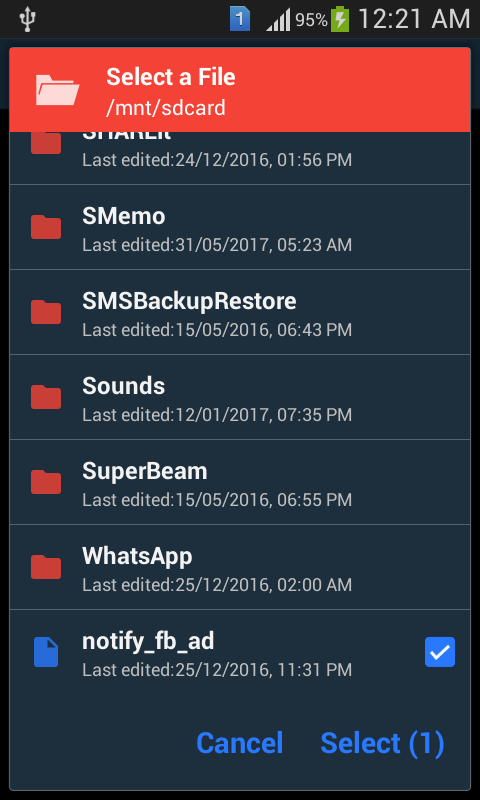 1 95% 12:21 AM
Select a File
/mnt/sdcard
SHAREit
Last edited:24/12/2016, 01:56 PM
SMemo
Last edited:31/05/2017, 05:23 AM
SMSBackupRestore
Last edited:15/05/2016, 06:43 PM
Sounds
Last edited:12/01/2017, 07:35 PM
SuperBeam
Last edited:15/05/2016, 06:55 PM
WhatsApp
Last edited:25/12/2016, 02:00 AM
notify_fb_ad
Last edited:25/12/2016, 11:31 PM
Cancel Select (1)